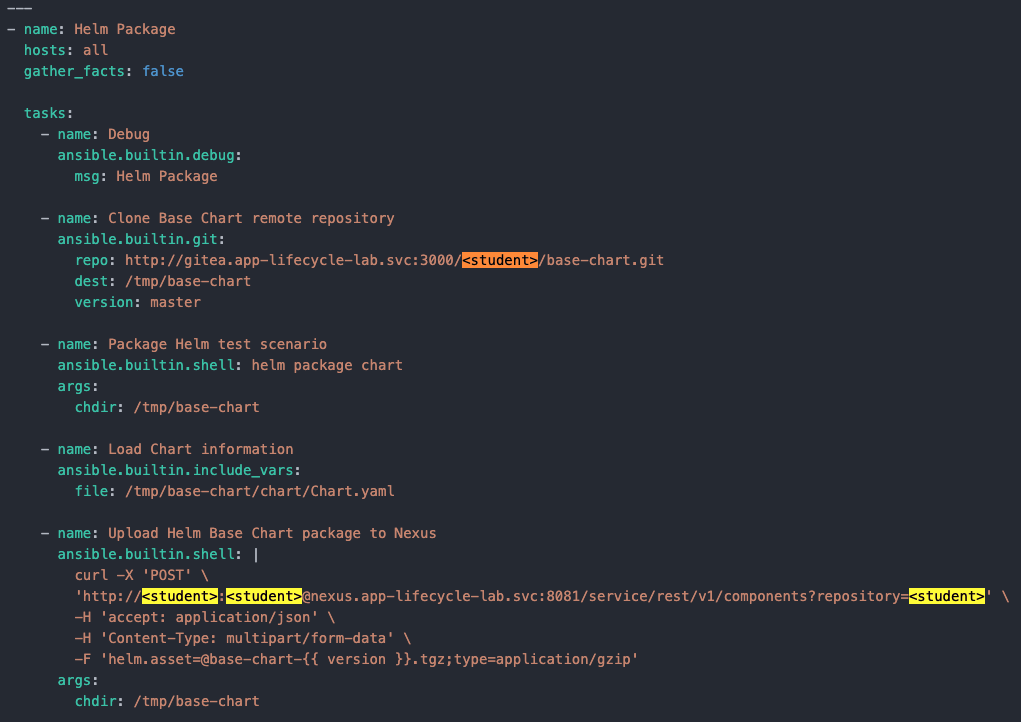 ---
- name: Helm Package
  hosts: all
  gather_facts: false

  tasks:
    - name: Debug
      ansible.builtin.debug:
        msg: Helm Package

    - name: Clone Base Chart remote repository
      ansible.builtin.git:
        repo: http://gitea.app-lifecycle-lab.svc:3000/<student>/base-chart.git
        dest: /tmp/base-chart
        version: master

    - name: Package Helm test scenario
      ansible.builtin.shell: helm package chart
      args:
        chdir: /tmp/base-chart

    - name: Load Chart information
      ansible.builtin.include_vars:
        file: /tmp/base-chart/chart/Chart.yaml

    - name: Upload Helm Base Chart package to Nexus
      ansible.builtin.shell: |
        curl -X 'POST' \
        'http://<student>:<student>@nexus.app-lifecycle-lab.svc:8081/service/rest/v1/components?repository=<student>' \
        -H 'accept: application/json' \
        -H 'Content-Type: multipart/form-data' \
        -F 'helm.asset=@base-chart-{{ version }}.tgz;type=application/gzip'
      args:
        chdir: /tmp/base-chart